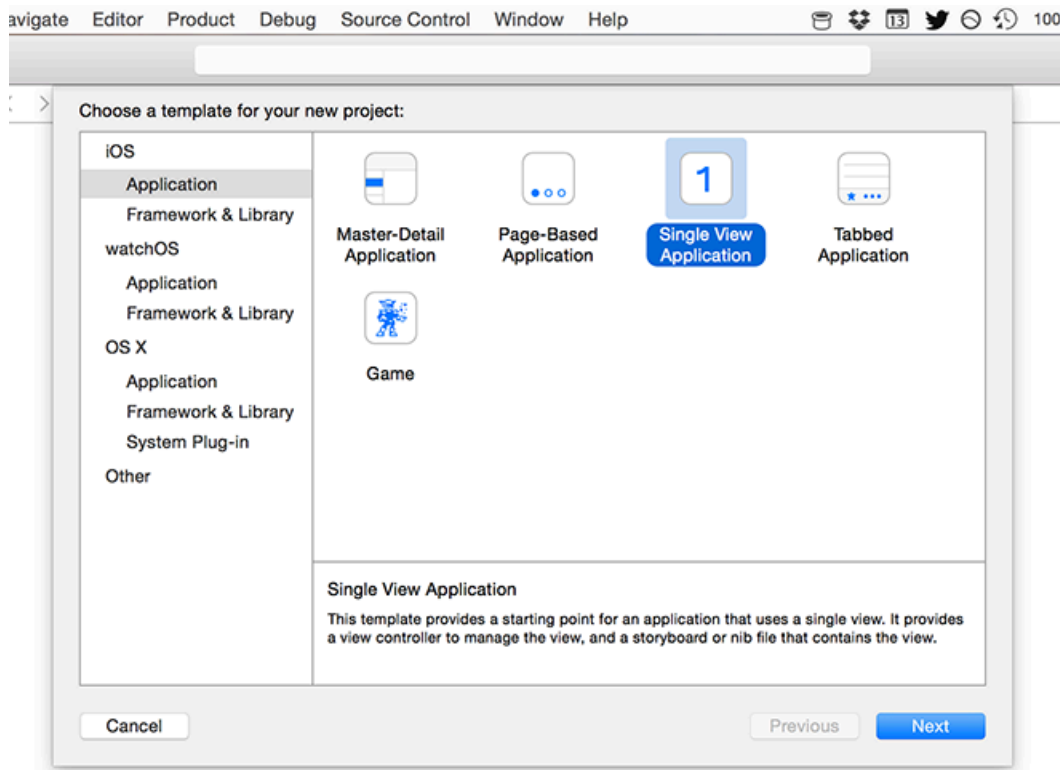 avigate Editor Product Debug Source Control Window Help 13 100
Choose a template for your new project:
iOS
Application
Framework & Library
watchOS
Application
Framework & Library
OS X
Application
Framework & Library
System Plug-in
Other
1
Master-Detail
Application
Page-Based
Application
Single View
Application
Tabbed
Application
Game
Single View Application
This template provides a starting point for an application that uses a single view. It provides
a view controller to manage the view, and a storyboard or nib file that contains the view.
Cancel
Previous
Next